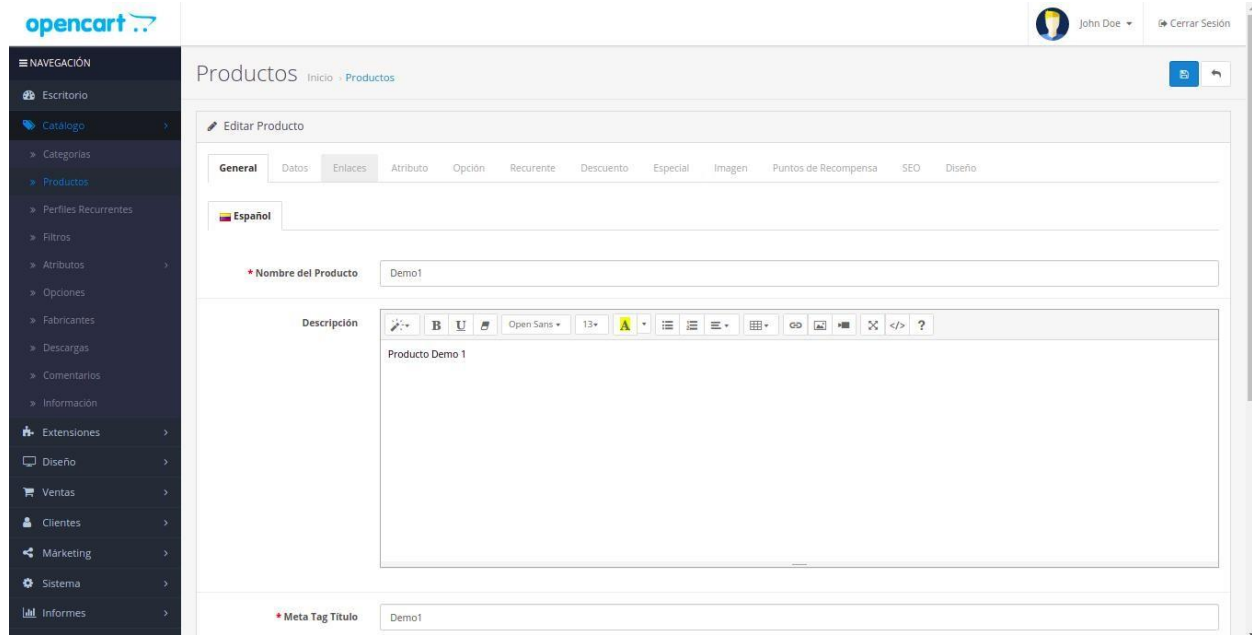 opencart
John Doe
Cerrar Sesión
NAVEGACIÓN
Productos Inicio › Productos
Escritorio
Catálogo
Editar Producto
» Categorías
General Datos Enlaces Atributo Opción Recurente Descuento Especial Imagen Puntos de Recompensa SEO Diseño
» Productos
» Perfiles Recurrentes
Español
» Filtros
» Atributos
* Nombre del Producto Demo1
» Opciones
» Fabricantes
Descripción
B U Open Sans 13 A </> ?
» Descargas
Producto Demo 1
» Comentarios
» Información
Extensiones
Diseño
Ventas
Clientes
Márketing
Sistema
Informes
* Meta Tag Título Demo1